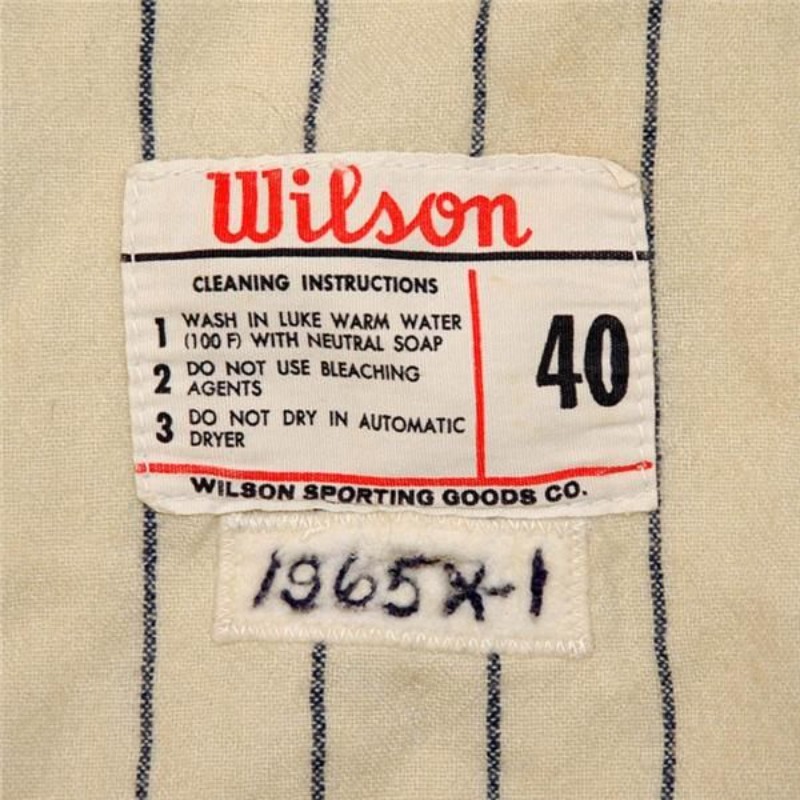 Wilson
CLEANING INSTRUCTIONS
1 WASH IN LUKE WARM WATER
(100 F) WITH NEUTRAL SOAP
2 DO NOT USE BLEACHING
AGENTS
3 DO NOT DRY IN AUTOMATIC
DRYER
40
WILSON SPORTING GOODS CO.
1965X-1